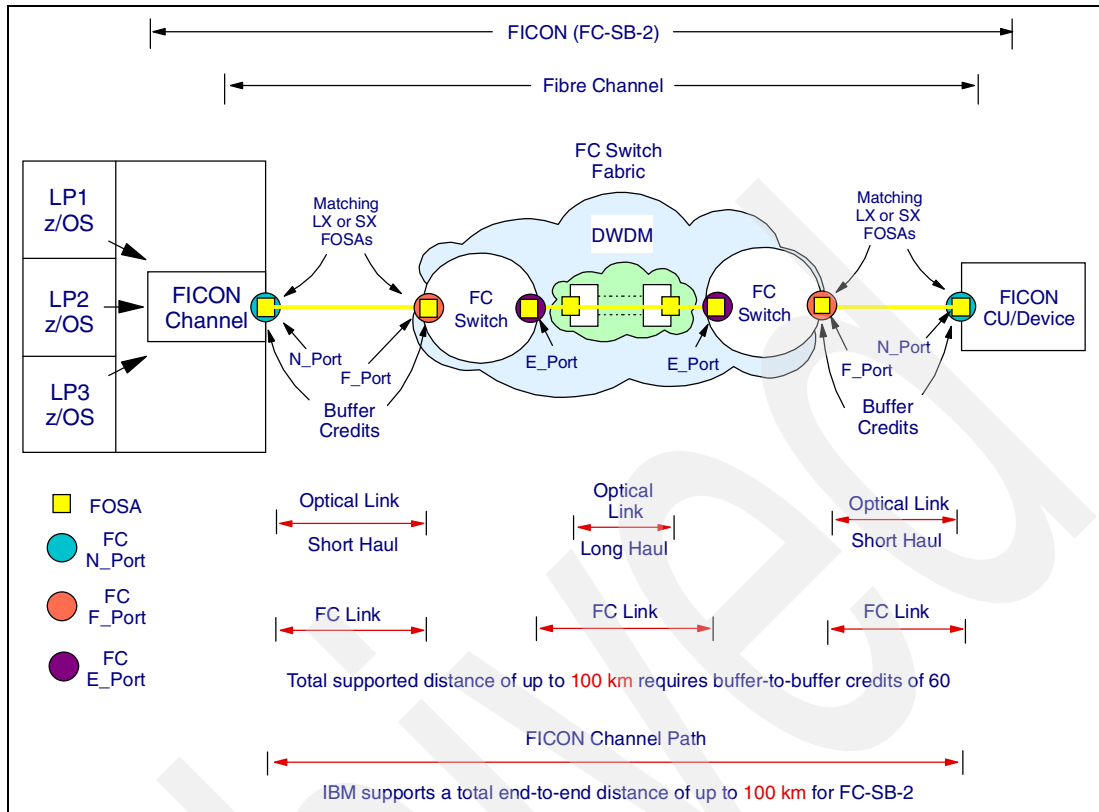 FICON (FC-SB-2)
Fibre Channel
FC Switch
Fabric
LP1
z/OS
LP2
z/OS
LP3
z/OS
FICON
Channel
Matching
LX or SX
FOSAs
DWDM
Matching
LX or SX
FOSAs
FC
Switch
FC
Switch
FICON
CU/Device
N_Port
F_Port
E_Port
E_Port
N_Port
F_Port
Buffer
Credits
Buffer
Credits
FOSA
FC
N_Port
FC
F_Port
FC
E_Port
Optical Link
Short Haul
Optical
Link
Long Haul
Optical Link
Short Haul
FC Link
FC Link
FC Link
Total supported distance of up to 100 km requires buffer-to-buffer credits of 60
FICON Channel Path
IBM supports a total end-to-end distance of up to 100 km for FC-SB-2